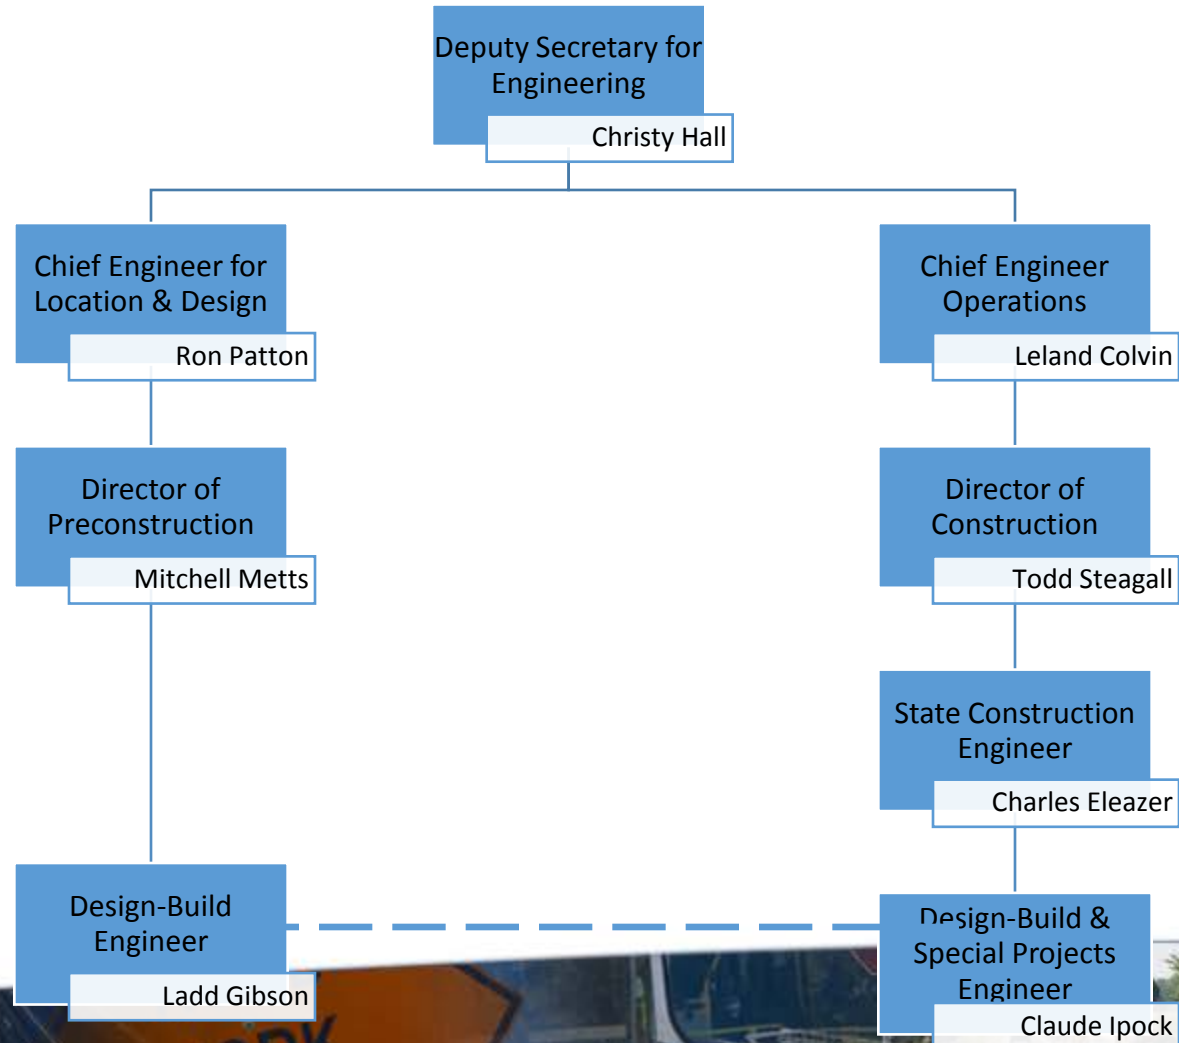 Deputy Secretary for
Engineering
Christy Hall
Chief Engineer for
Location & Design
Ron Patton
Chief Engineer
Operations
Leland Colvin
Director of
Preconstruction
Mitchell Metts
Director of
Construction
Todd Steagall
State Construction
Engineer
Charles Eleazer
Design-Build
Engineer
Ladd Gibson
Design-Build &
Special Projects
Engineer
Claude Ipock